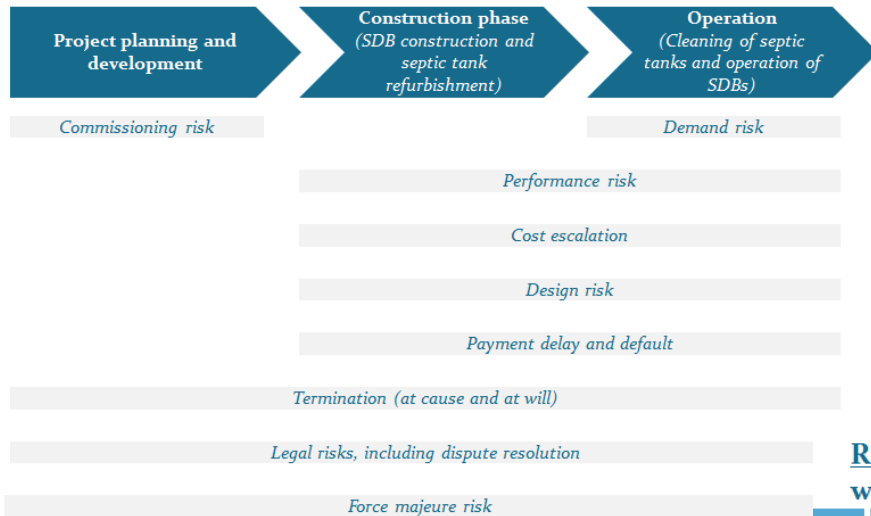 Project planning and
development
Construction phase
(SDB construction and
septic tank
refurbishment)
Operation
(Cleaning of septic
tanks and operation of
SDBs)
Commissioning risk
Demand risk
Performance risk
Cost escalation
Design risk
Payment delay and default
Termination (at cause and at will)
Legal risks, including dispute resolution
Force majeure risk
R
w